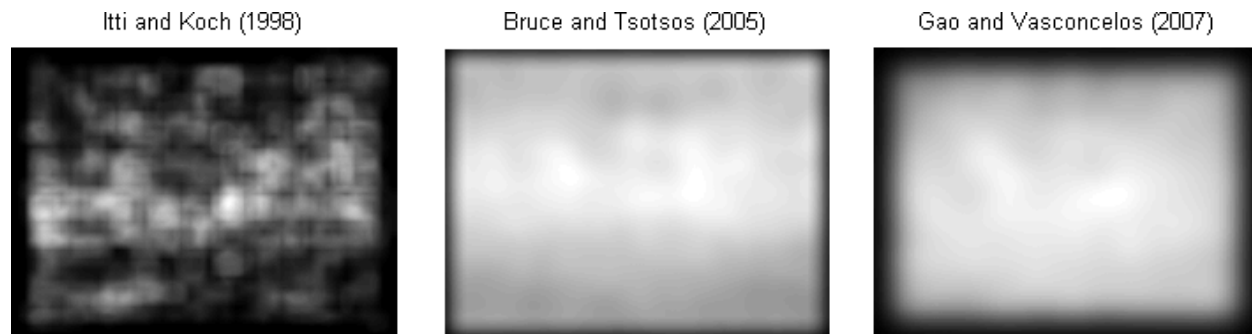 Itti and Koch (1998)
Bruce and Tsotsos (2005)
Gao and Vasconcelos (2007)